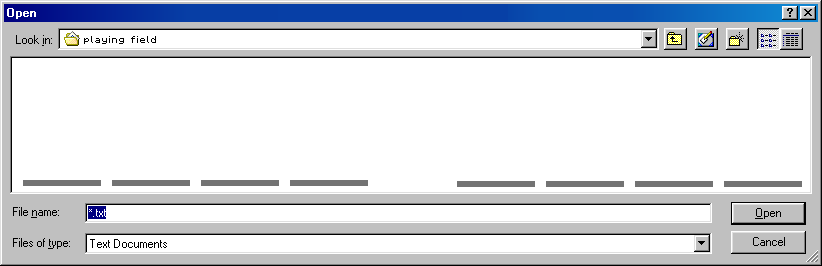 Open
Look in: playing field
File name: *.txt
Open
Files of type: Text Documents
Cancel